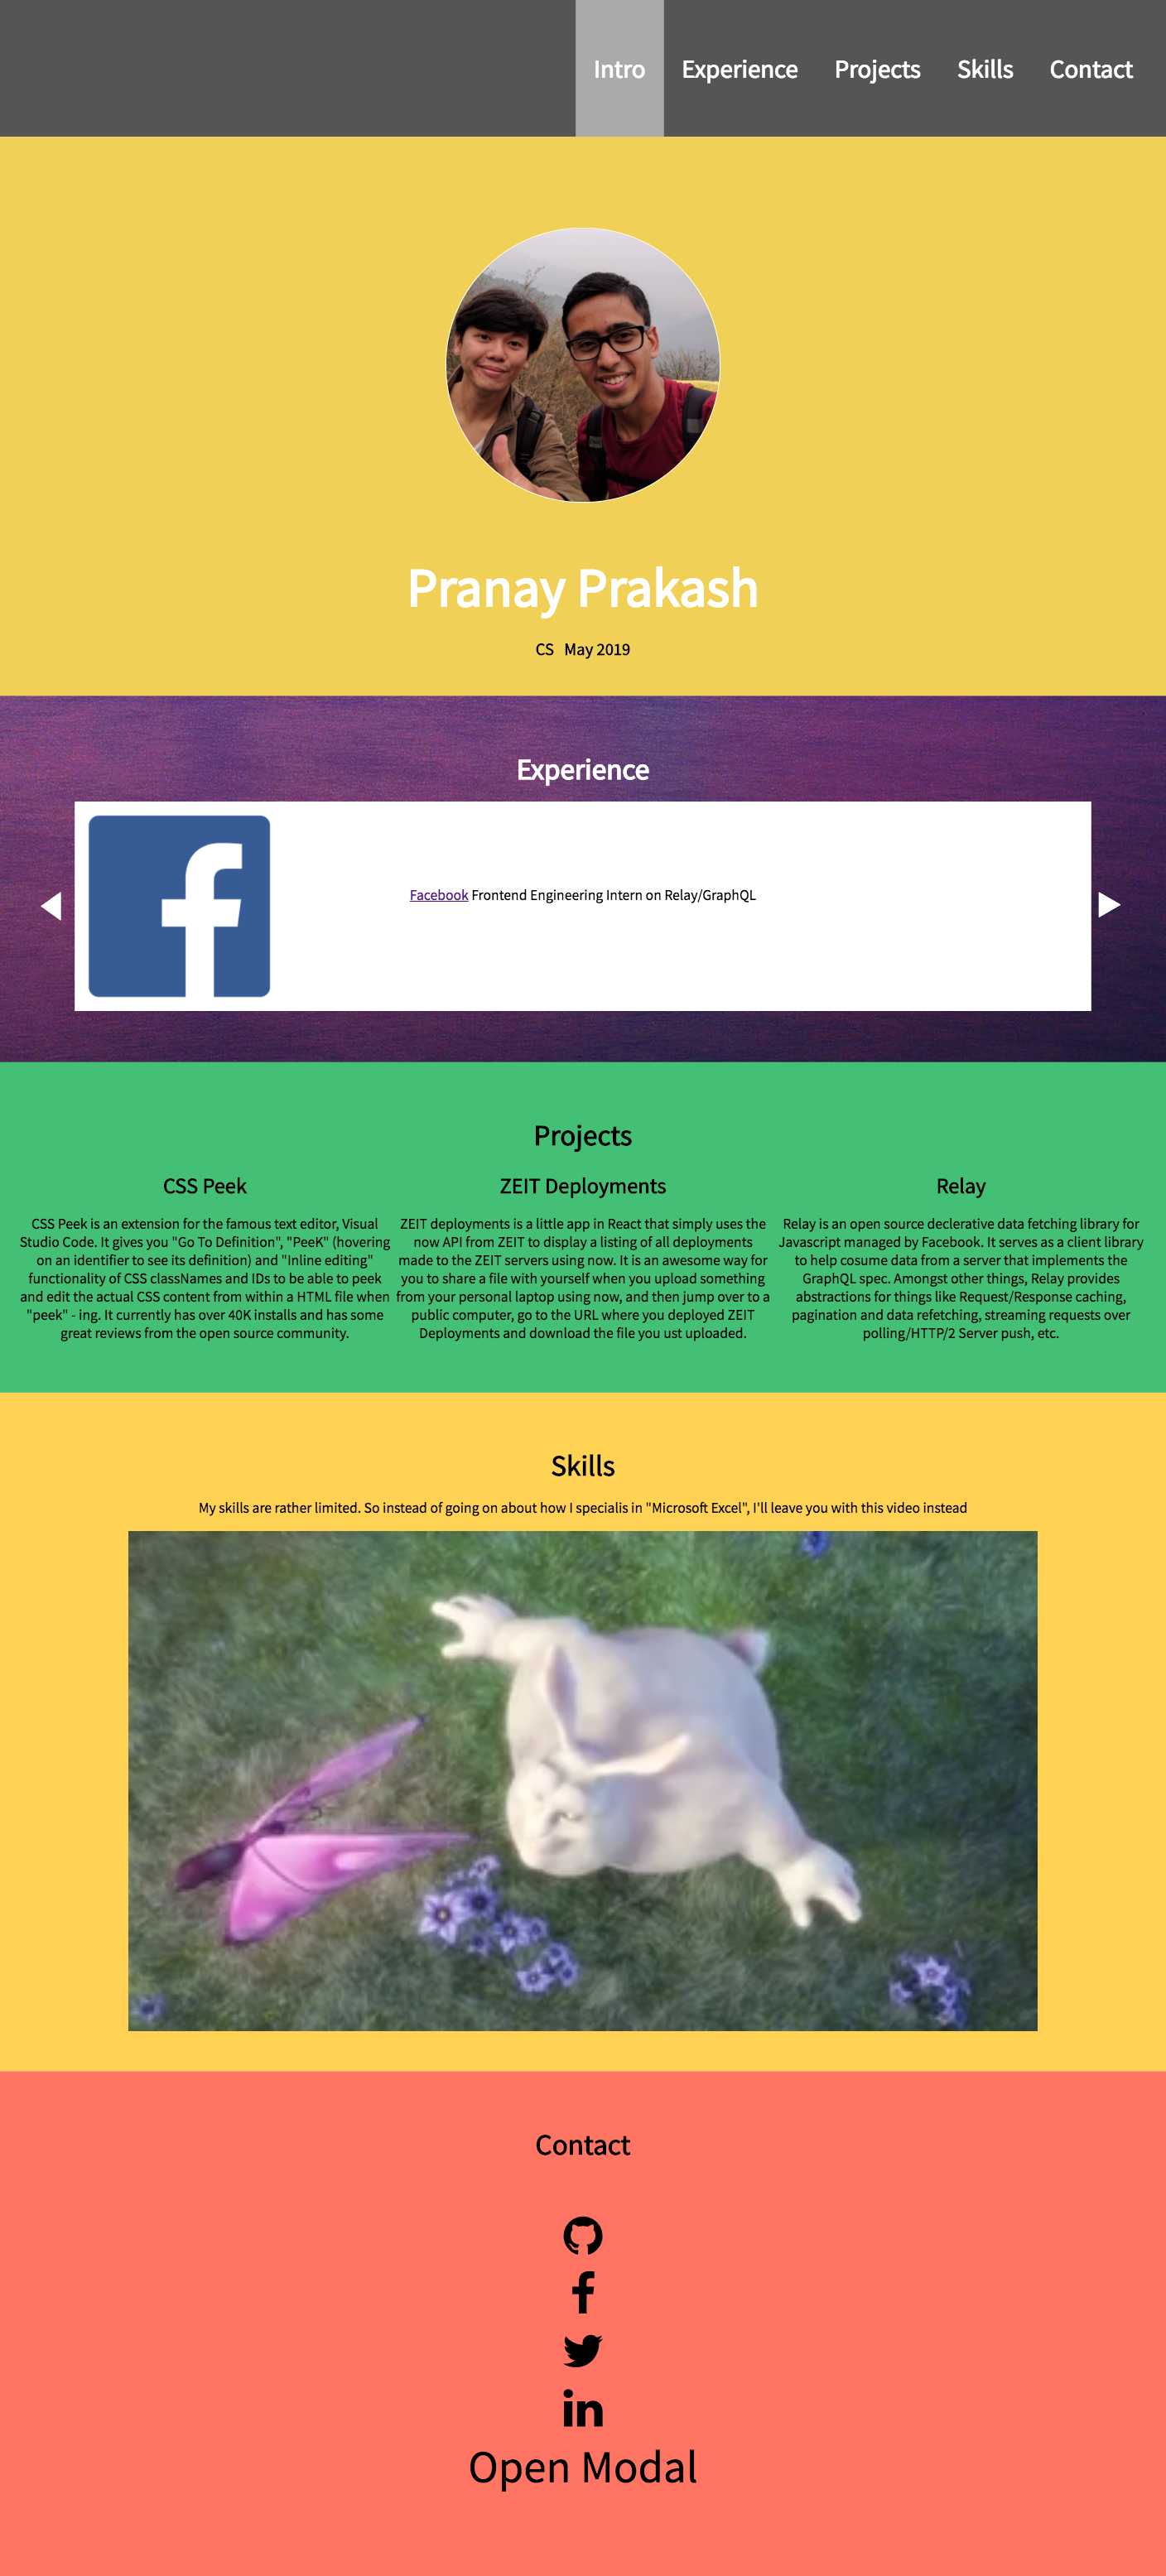 Intro Experience Projects Skills Contact
Pranay Prakash
CS May 2019
Experience
Facebook Frontend Engineering Intern on Relay/GraphQL
Projects
CSS Peek
CSS Peek is an extension for the famous text editor, Visual
Studio Code. It gives you "Go To Definition", "PeeK" (hovering
on an identifier to see its definition) and "Inline editing"
functionality of CSS classNames and IDs to be able to peek
and edit the actual CSS content from within a HTML file when
"peek" - ing. It currently has over 40K installs and has some
great reviews from the open source community.
ZEIT Deployments
ZEIT deployments is a little app in React that simply uses the
now API from ZEIT to display a listing of all deployments
made to the ZEIT servers using now. It is an awesome way for
you to share a file with yourself when you upload something
from your personal laptop using now, and then jump over to a
public computer, go to the URL where you deployed ZEIT
Deployments and download the file you ust uploaded.
Relay
Relay is an open source declerative data fetching library for
Javascript managed by Facebook. It serves as a client library
to help cosume data from a server that implements the
GraphQL spec. Amongst other things, Relay provides
abstractions for things like Request/Response caching,
pagination and data refetching, streaming requests over
polling/HTTP/2 Server push, etc.
Skills
My skills are rather limited. So instead of going on about how I specialis in "Microsoft Excel", I'll leave you with this video instead
Contact
Open Modal